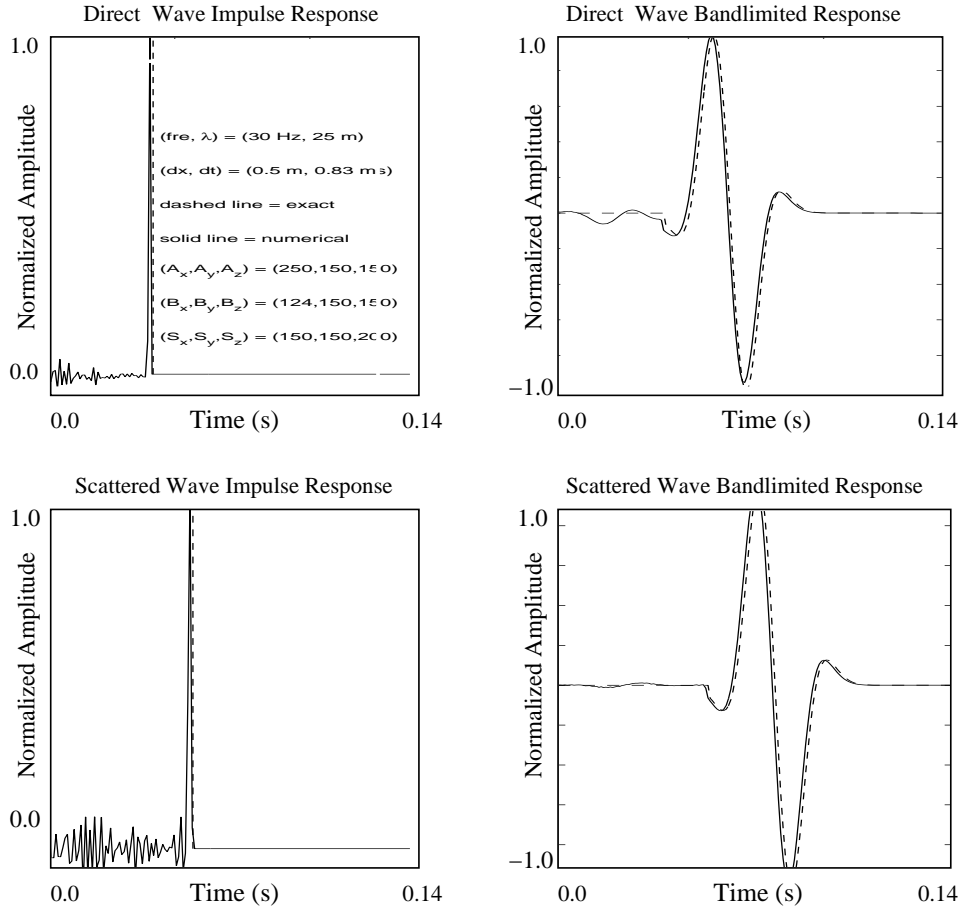 Direct Wave Impulse Response
1.0
Normalized Amplitude
(fre, λ) = (30 Hz, 25 m)
(dx, dt) = (0.5 m, 0.83 ms)
dashed line = exact
solid line = numerical
(Ax,Ay,Az) = (250,150,150)
(Bx,By,Bz) = (124,150,150)
(Sx,Sy,Sz) = (150,150,200)
0.0
0.0
Time (s)
0.14
Direct Wave Bandlimited Response
1.0
Normalized Amplitude
−1.0
0.0
Time (s)
0.14
Scattered Wave Impulse Response
1.0
Normalized Amplitude
0.0
0.0
Time (s)
0.14
Scattered Wave Bandlimited Response
1.0
Normalized Amplitude
−1.0
0.0
Time (s)
0.14